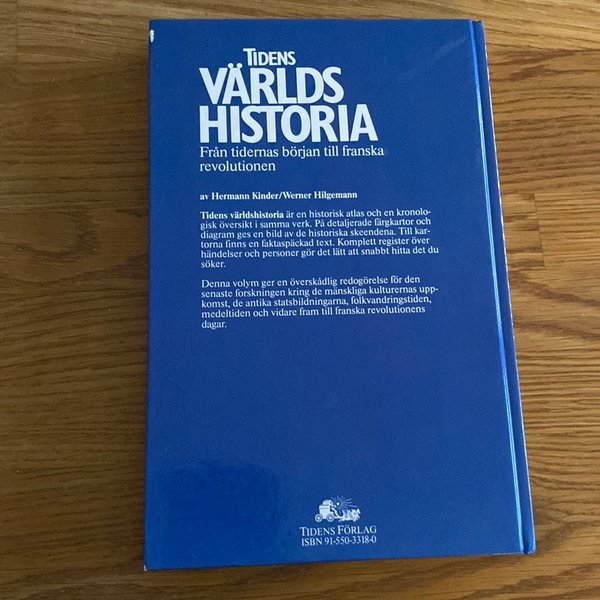 TIDENS
VÄRLDS
HISTORIA
Från tidernas början till franska
revolutionen
av Hermann Kinder/Werner Hilgemann
Tidens världshistoria är en historisk atlas och en kronolo-
gisk översikt i samma verk. På detaljerade färgkartor och
diagram ges en bild av de historiska skeendena. Till kar-
torna finns en faktaspäckad text. Komplett register över
händelser och personer gör det lätt att snabbt hitta det du
söker.
Denna volym ger en överskådlig redogörelse för den
senaste forskningen kring de mänskliga kulturernas upp-
komst, de antika statsbildningarna, folkvandringstiden,
medeltiden och vidare fram till franska revolutionens
dagar.
TIDENS FÖRLAG
ISBN 91-550-3318-0